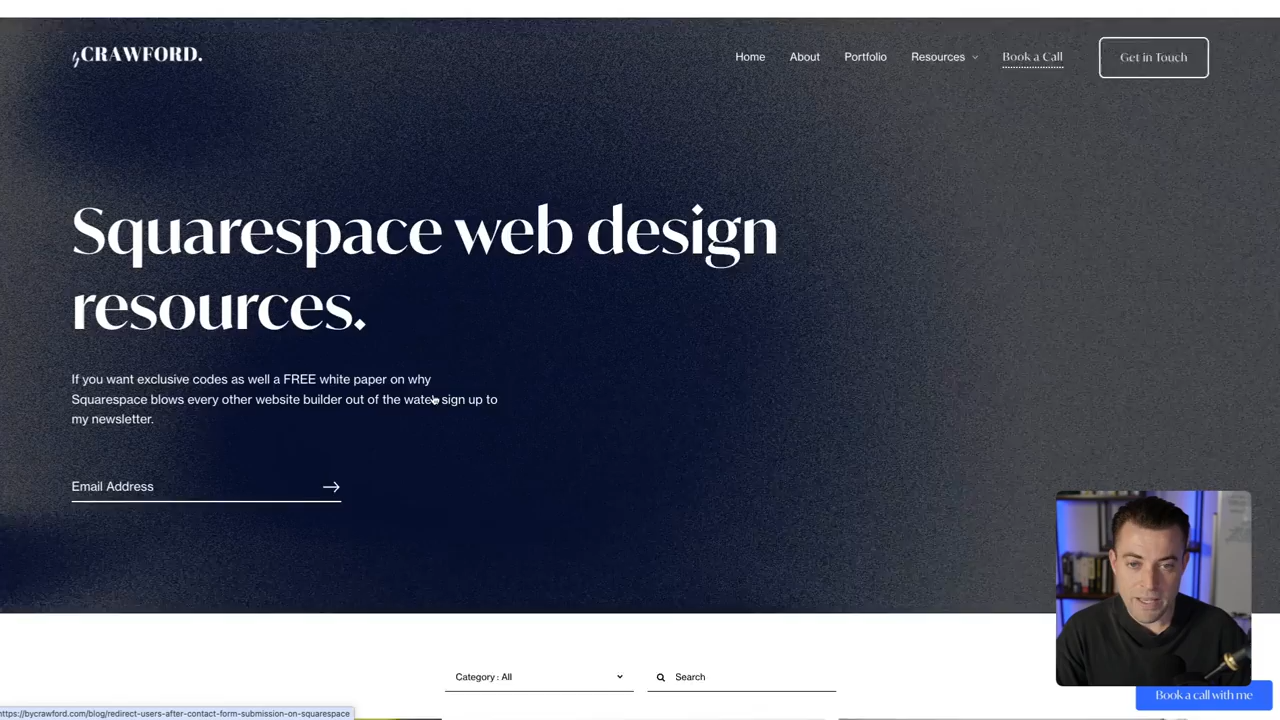 byCRAWFORD.
Home
About
Portfolio
Resources
Book a Call
Get in Touch
Squarespace web design
resources.
If you want exclusive codes as well a FREE white paper on why
Squarespace blows every other website builder out of the water sign up to
my newsletter.
Email Address
Category : All
Search
Book a call with me
https://bycrawford.com/blog/redirect-users-after-contact-form-submission-on-squarespace